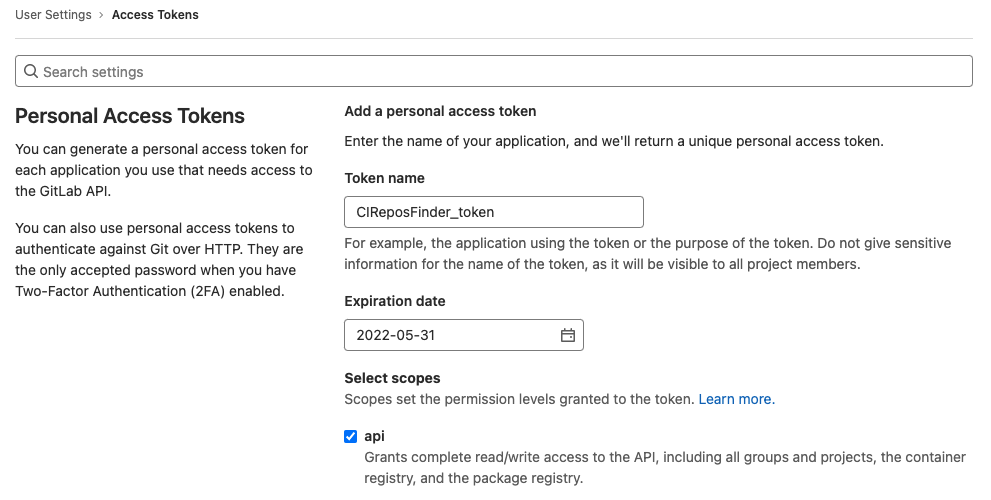 User Settings › Access Tokens
Search settings
Personal Access Tokens
You can generate a personal access token for
each application you use that needs access to
the GitLab API.
You can also use personal access tokens to
authenticate against Git over HTTP. They are
the only accepted password when you have
Two-Factor Authentication (2FA) enabled.
Add a personal access token
Enter the name of your application, and we'll return a unique personal access token.
Token name
CIReposFinder_token
For example, the application using the token or the purpose of the token. Do not give sensitive
information for the name of the token, as it will be visible to all project members.
Expiration date
2022-05-31
Select scopes
Scopes set the permission levels granted to the token. Learn more.
api
Grants complete read/write access to the API, including all groups and projects, the container
registry, and the package registry.